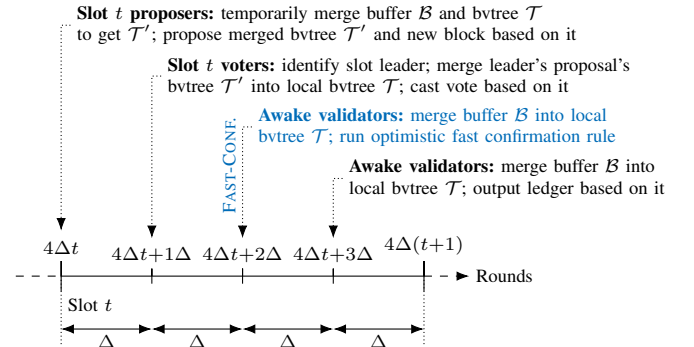 Slot t proposers: temporarily merge buffer ℬ and bvtree 𝒯
to get 𝒯′; propose merged bvtree 𝒯′ and new block based on it
Slot t voters: identify slot leader; merge leader's proposal's
bvtree 𝒯′ into local bvtree 𝒯; cast vote based on it
Awake validators: merge buffer ℬ into local
bvtree 𝒯; run optimistic fast confirmation rule
FAST-CONF.
Awake validators: merge buffer ℬ into
local bvtree 𝒯; output ledger based on it
4Δt 4Δt+1Δ 4Δt+2Δ 4Δt+3Δ 4Δ(t+1)
Rounds
Slot t
Δ Δ Δ Δ